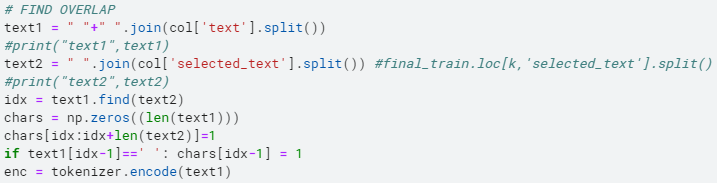 # FIND OVERLAP
text1 = " "+" ".join(col['text'].split())
#print("text1",text1)
text2 = " ".join(col['selected_text'].split()) #final_train.loc[k,'selected_text'].split()
#print("text2",text2)
idx = text1.find(text2)
chars = np.zeros((len(text1)))
chars[idx:idx+len(text2)]=1
if text1[idx-1]==' ': chars[idx-1] = 1
enc = tokenizer.encode(text1)